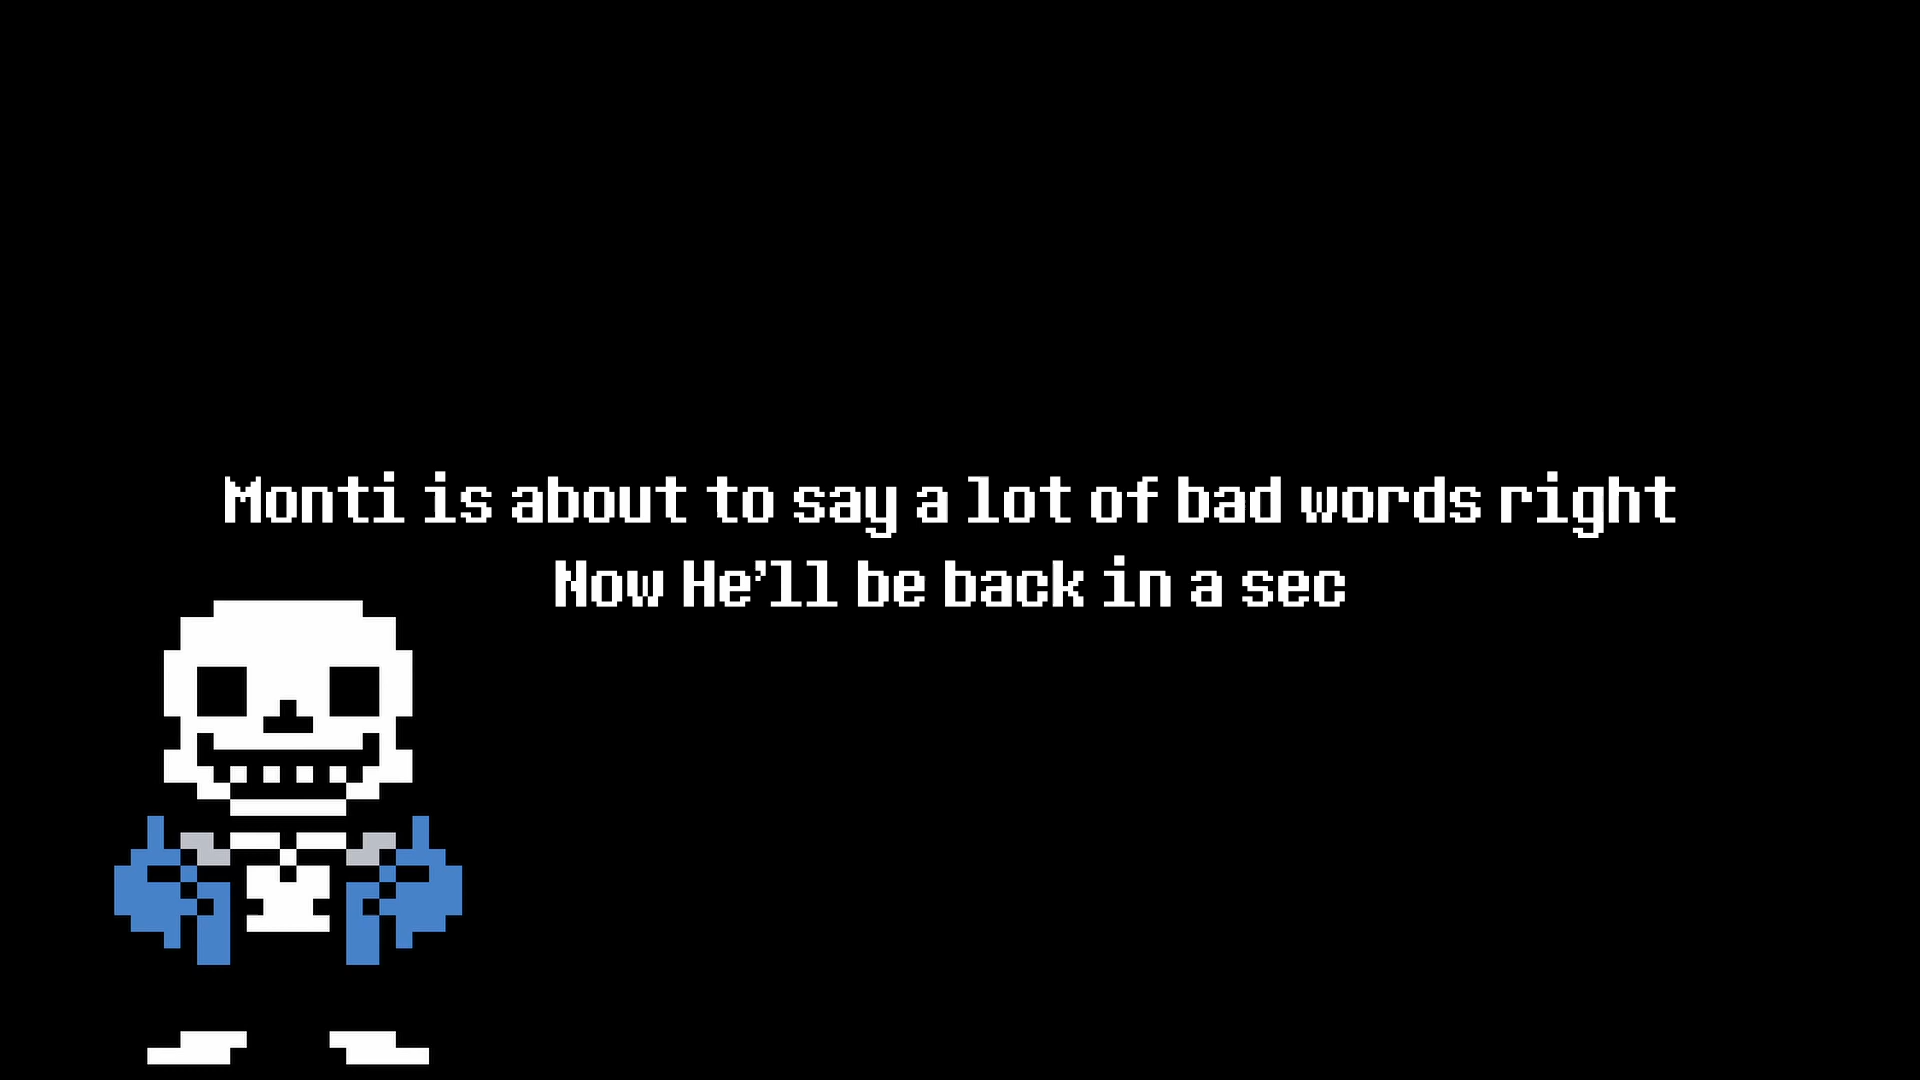 Monti is about to say a lot of bad words right
Now He'll be back in a sec